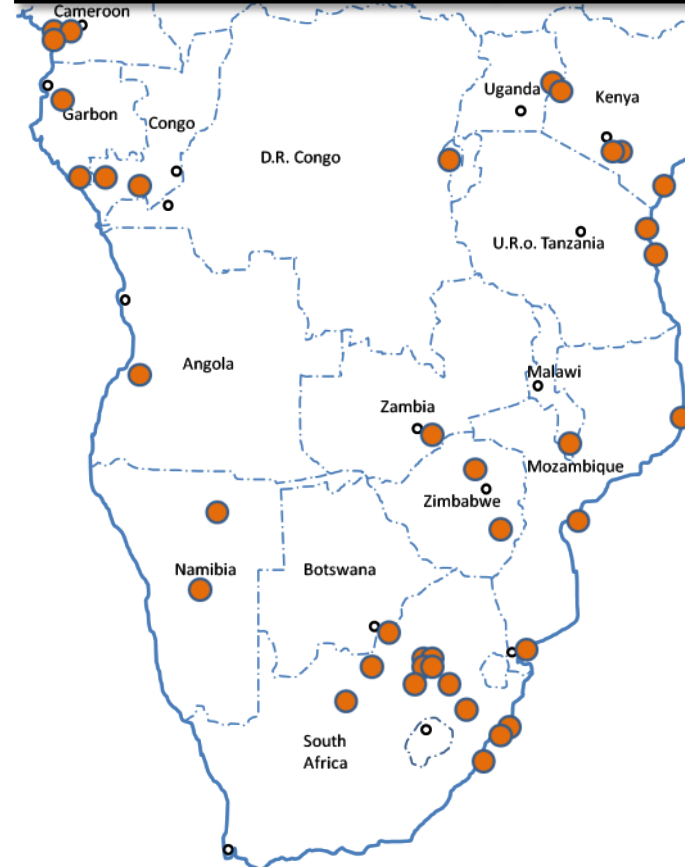 Cameroon
Uganda
Kenya
Garbon
Congo
D.R. Congo
U.R.o. Tanzania
Angola
Malawi
Zambia
Mozambique
Zimbabwe
Namibia
Botswana
South
Africa